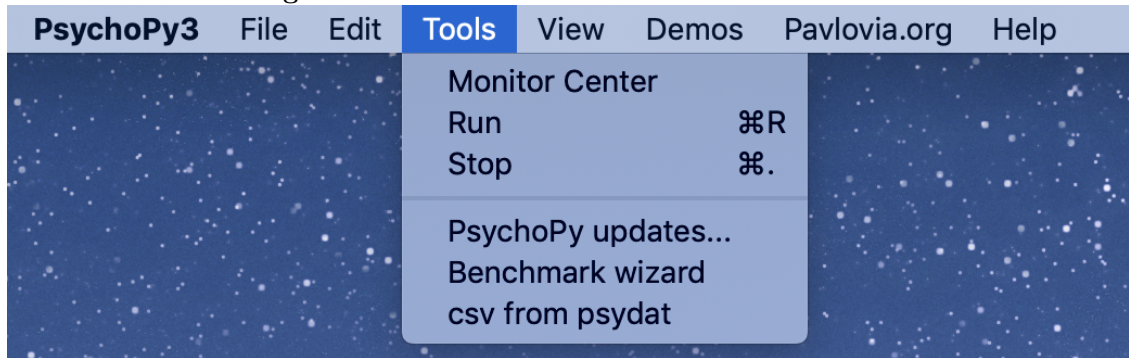 PsychoPy3 File Edit Tools View Demos Pavlovia.org Help
Monitor Center
Run ⌘R
Stop ⌘.
PsychoPy updates...
Benchmark wizard
csv from psydat